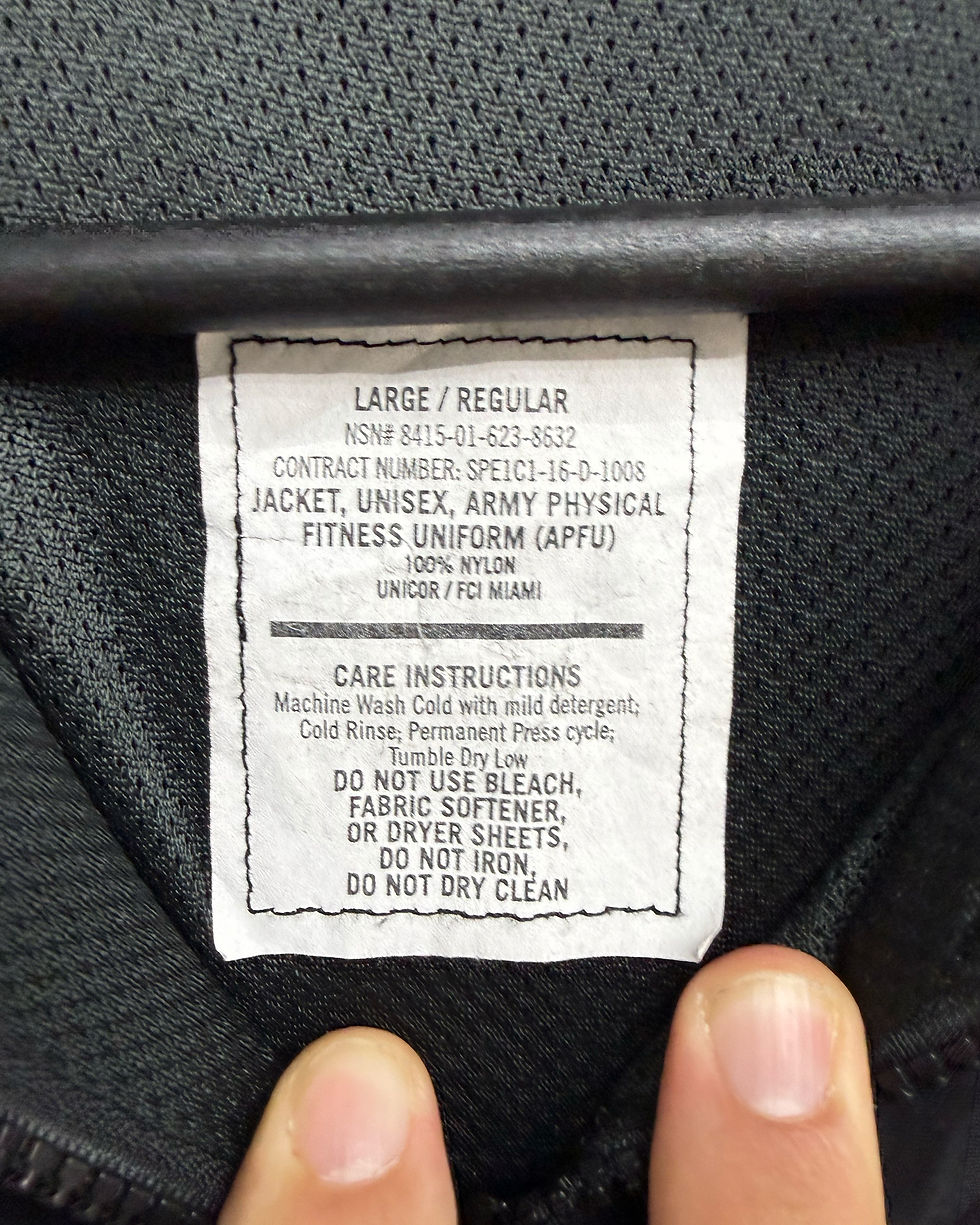 LARGE / REGULAR
NSN# 8415-01-623-8632
CONTRACT NUMBER: SPE1C1-16-D-1008
JACKET, UNISEX, ARMY PHYSICAL
FITNESS UNIFORM (APFU)
100% NYLON
UNICOR / FCI MIAMI
CARE INSTRUCTIONS
Machine Wash Cold with mild detergent;
Cold Rinse; Permanent Press cycle;
Tumble Dry Low
DO NOT USE BLEACH,
FABRIC SOFTENER,
OR DRYER SHEETS,
DO NOT IRON,
DO NOT DRY CLEAN